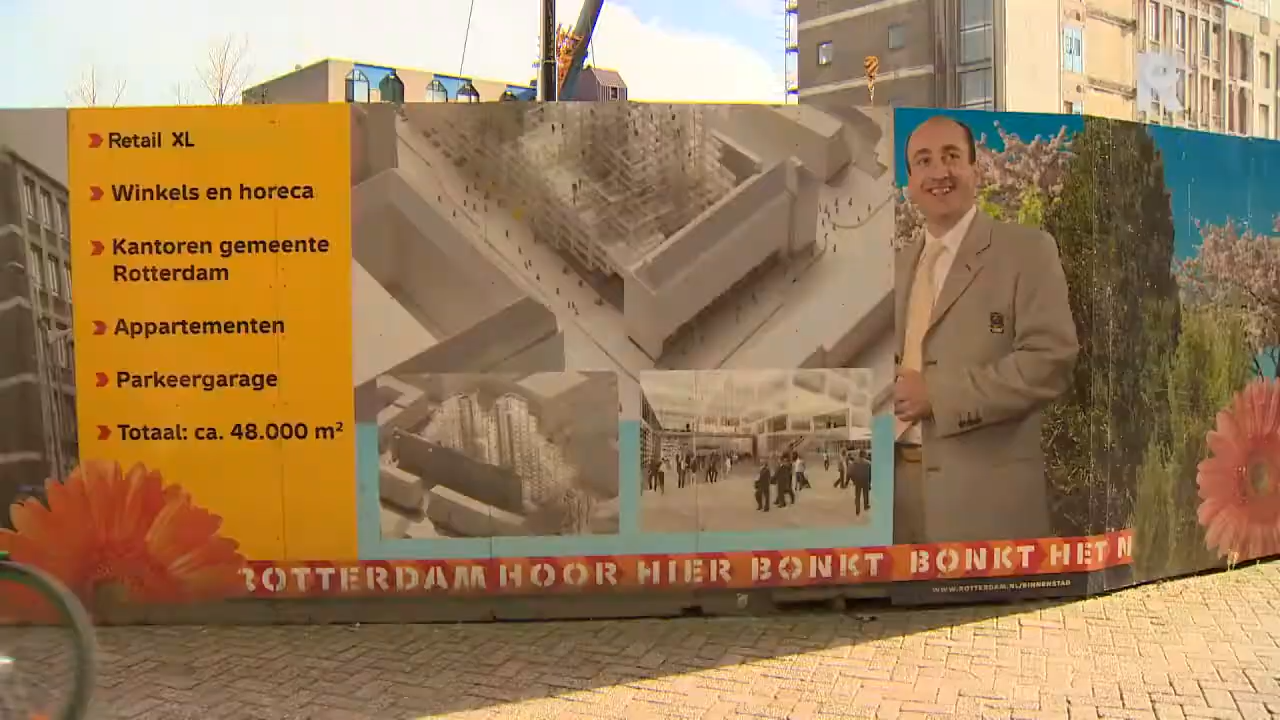 Retail XL
Winkels en horeca
Kantoren gemeente
Rotterdam
Appartementen
Parkeergarage
Totaal: ca. 48.000 m²
ROTTERDAM HOOR HIER BONKT BONKT HET
WWW.ROTTERDAM.NL/BINNENSTAD